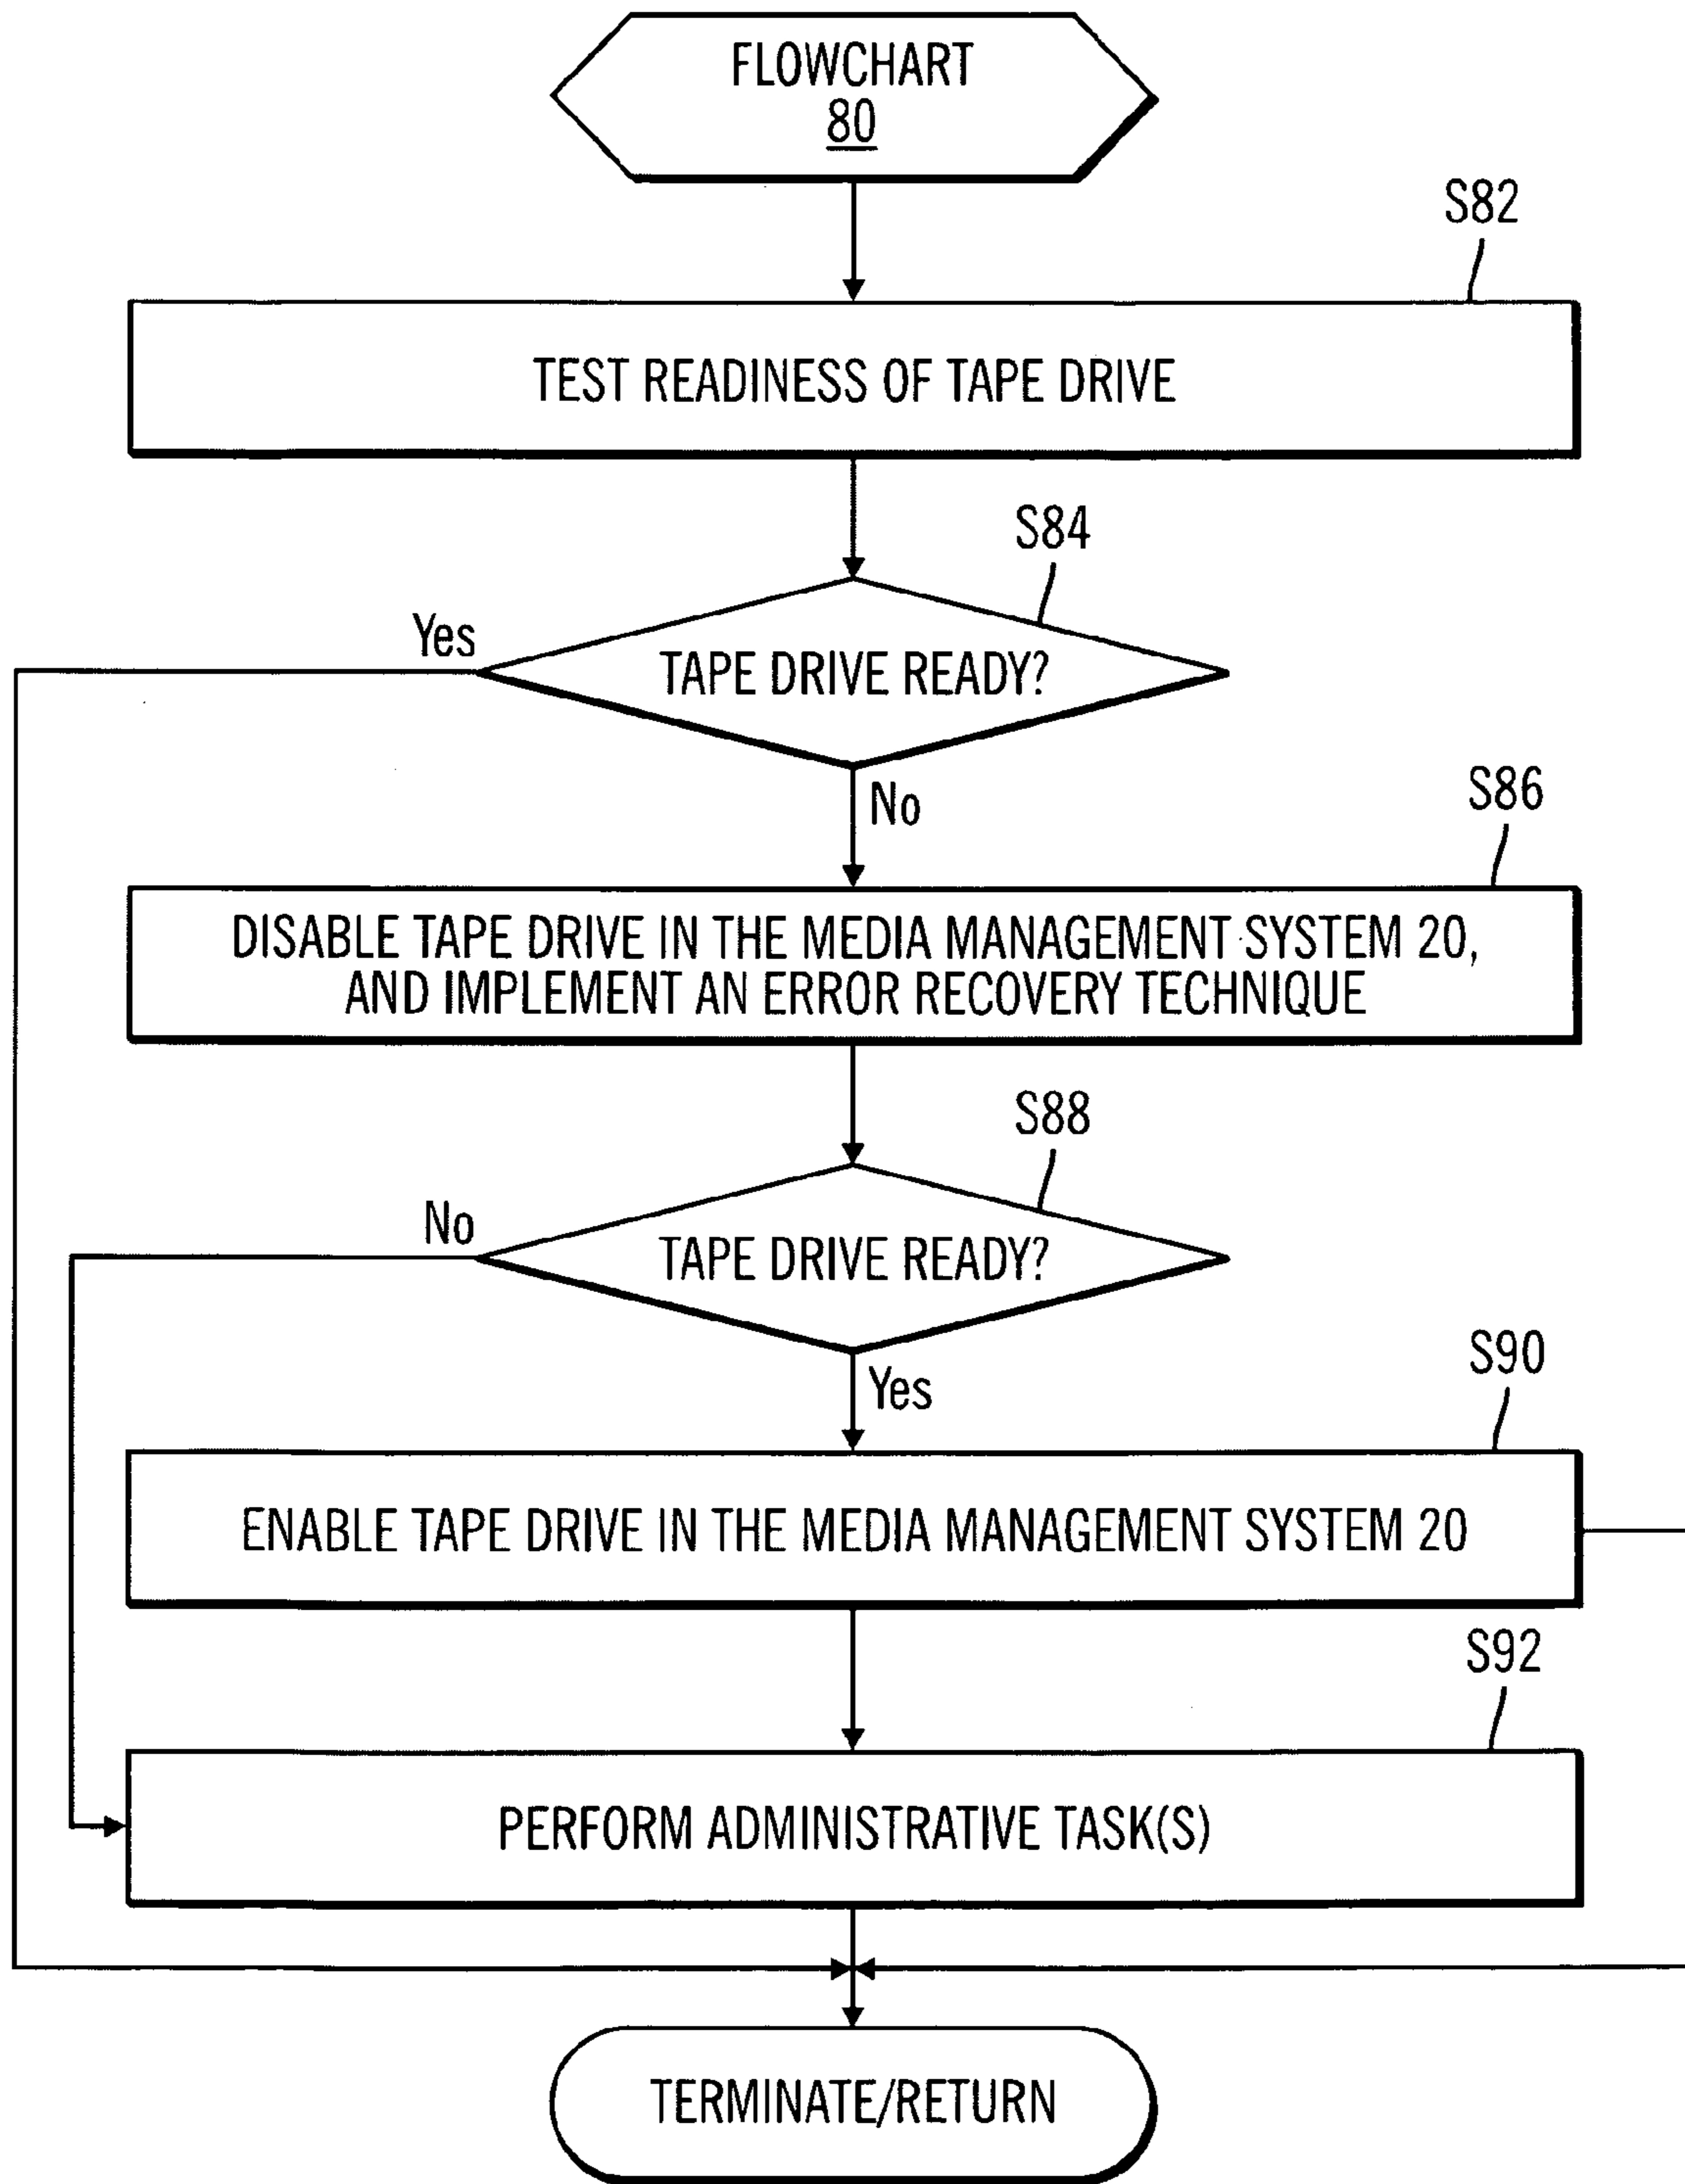 FLOWCHART
80
S82
TEST READINESS OF TAPE DRIVE
S84
Yes
TAPE DRIVE READY?
No
S86
DISABLE TAPE DRIVE IN THE MEDIA MANAGEMENT SYSTEM 20,
AND IMPLEMENT AN ERROR RECOVERY TECHNIQUE
S88
No
TAPE DRIVE READY?
Yes
S90
ENABLE TAPE DRIVE IN THE MEDIA MANAGEMENT SYSTEM 20
S92
PERFORM ADMINISTRATIVE TASK(S)
TERMINATE/RETURN